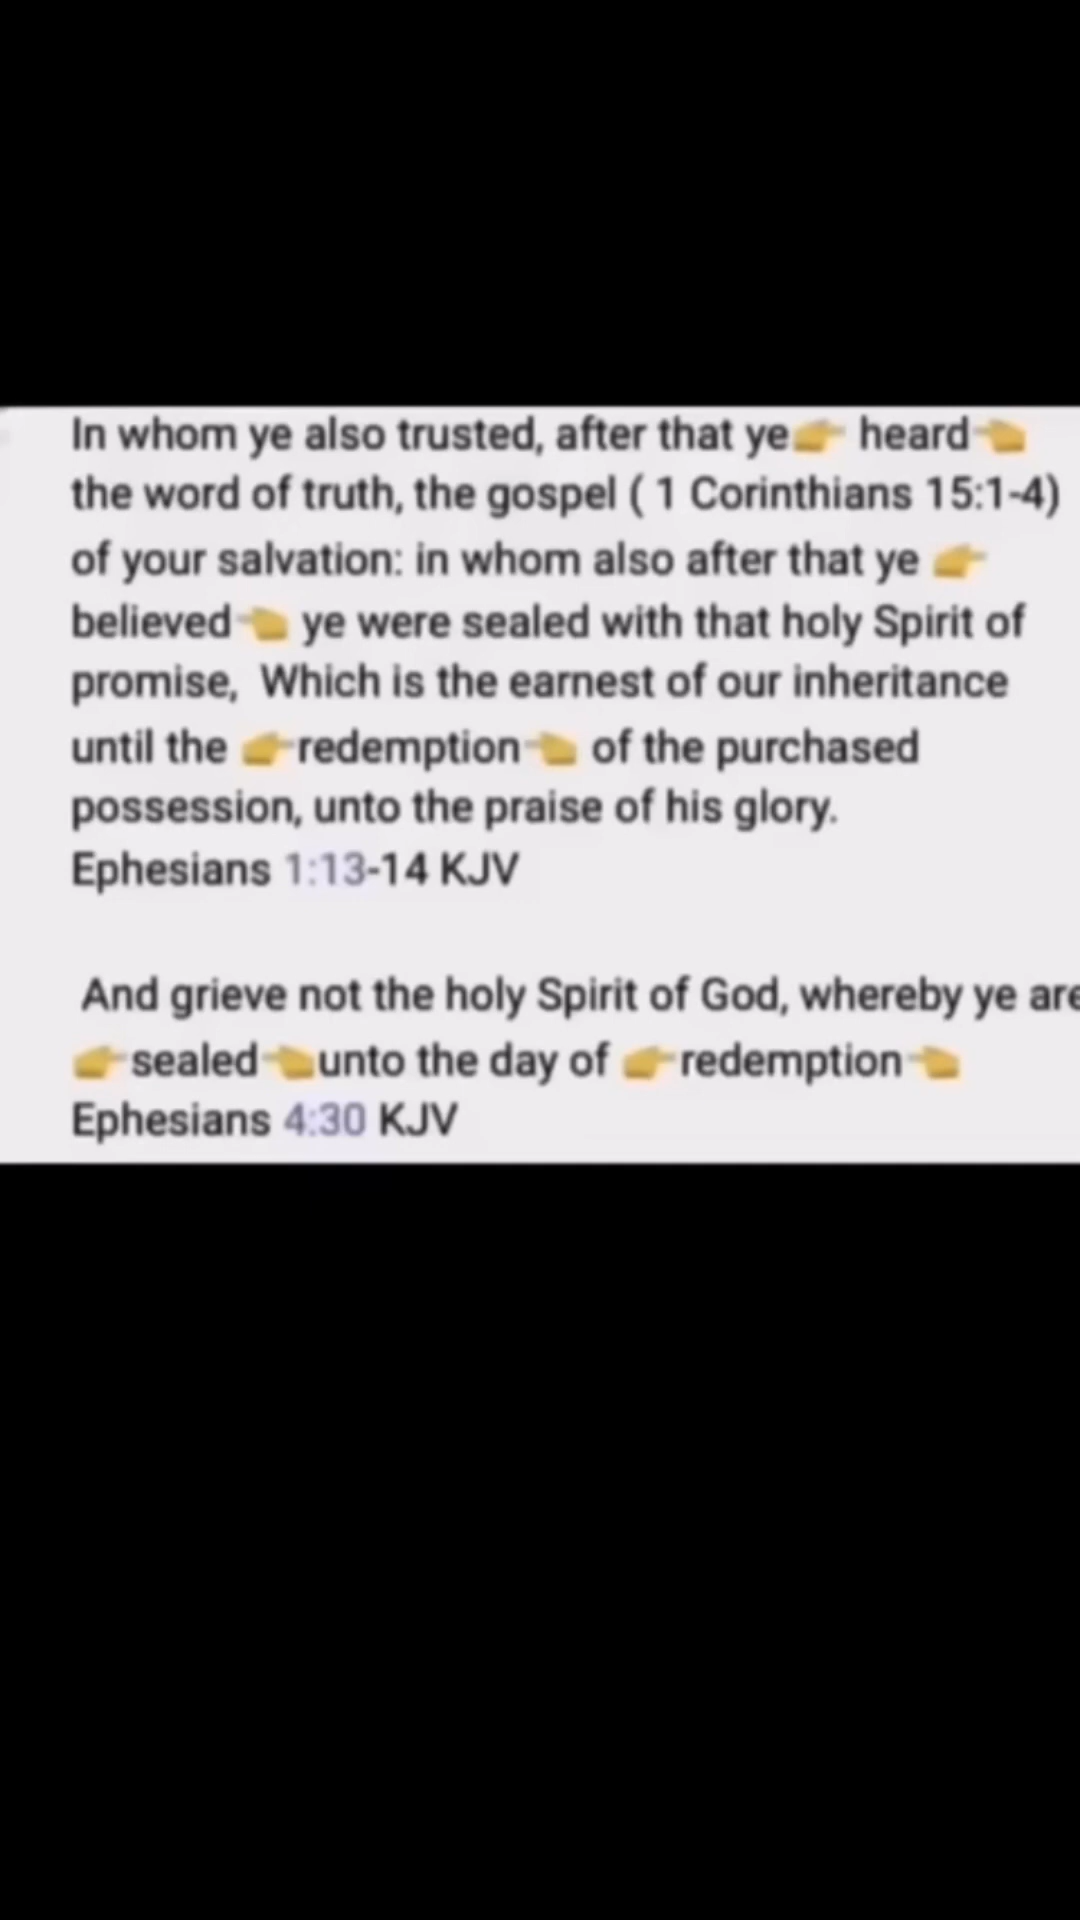 In whom ye also trusted, after that ye👉 heard👈
the word of truth, the gospel ( 1 Corinthians 15:1-4)
of your salvation: in whom also after that ye 👉
believed👈 ye were sealed with that holy Spirit of
promise,  Which is the earnest of our inheritance
until the 👉redemption👈 of the purchased
possession, unto the praise of his glory.
Ephesians 1:13-14 KJV
And grieve not the holy Spirit of God, whereby ye are
👉sealed👈unto the day of 👉redemption👈
Ephesians 4:30 KJV